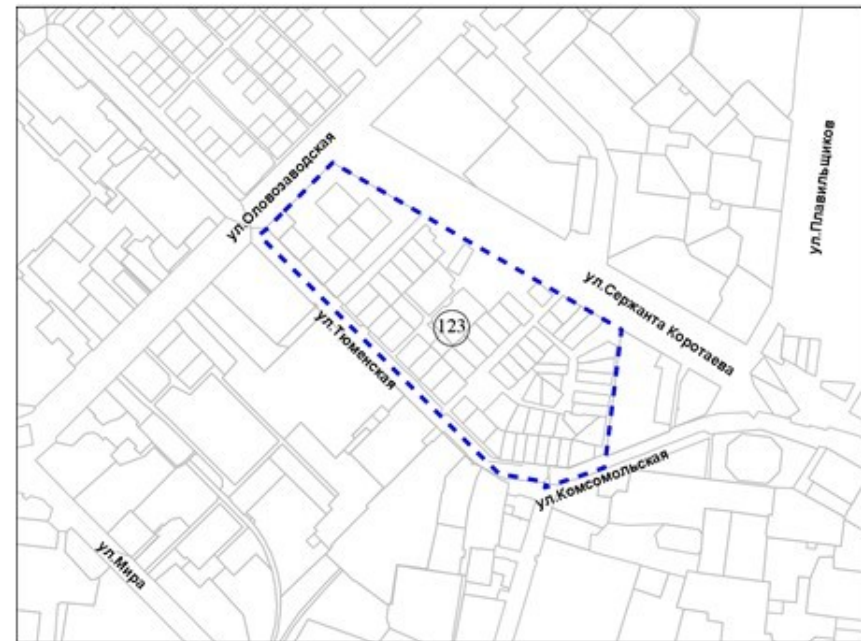 ул.Оловозаводская
ул.Плавильщиков
ул.Сержанта Коротаева
123
ул.Тюменская
ул.Комсомольская
ул.Мира